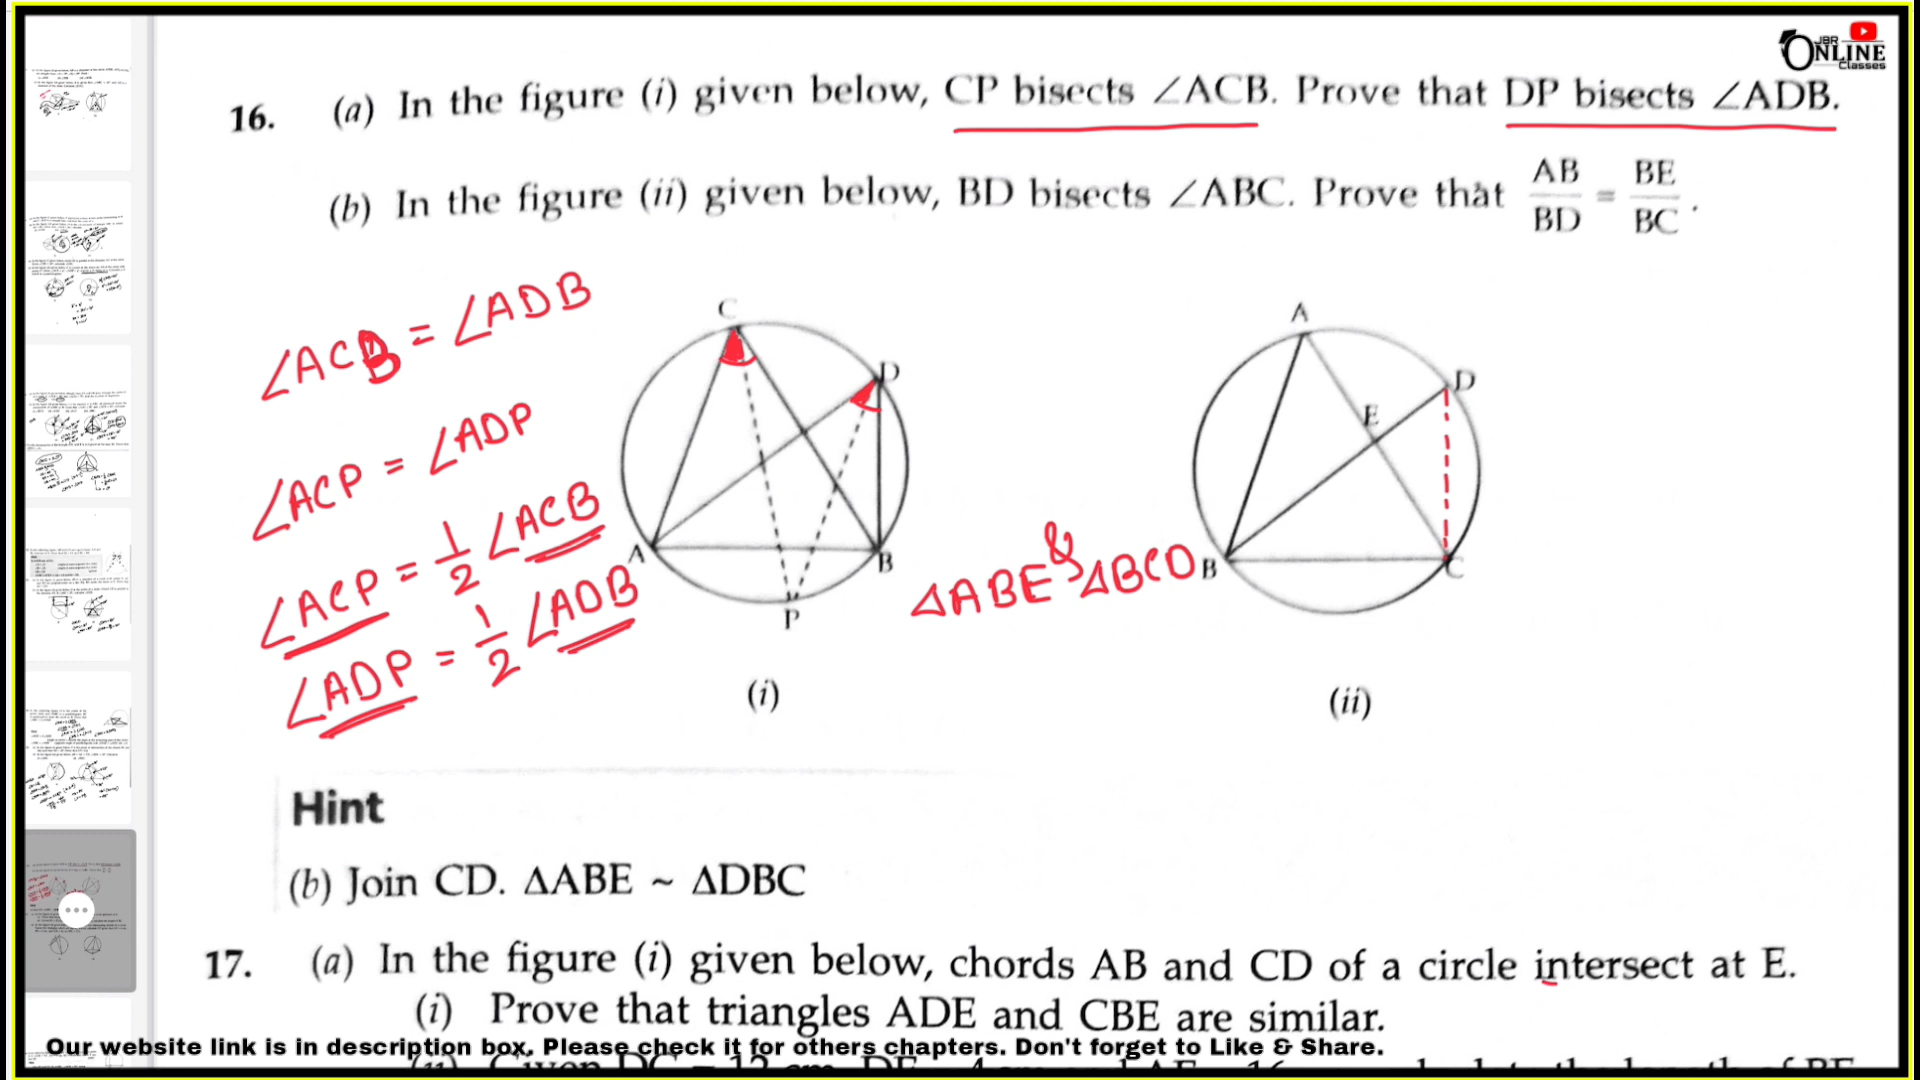 JBR
ONLINE
Classes
16. (a) In the figure (i) given below, CP bisects ∠ACB. Prove that DP bisects ∠ADB.
(b) In the figure (ii) given below, BD bisects ∠ABC. Prove that AB/BD = BE/BC.
∠ACB = ∠ADB
∠ACP = ∠ADP
∠ACP = 1/2 ∠ACB
∠ADP = 1/2 ∠ADB
C
D
A
B
P
(i)
△ABE & △BCD
A
D
E
B
C
(ii)
Hint
(b) Join CD. ΔABE ~ ΔDBC
17. (a) In the figure (i) given below, chords AB and CD of a circle intersect at E.
(i) Prove that triangles ADE and CBE are similar.
Our website link is in description box. Please check it for others chapters. Don't forget to Like & Share.